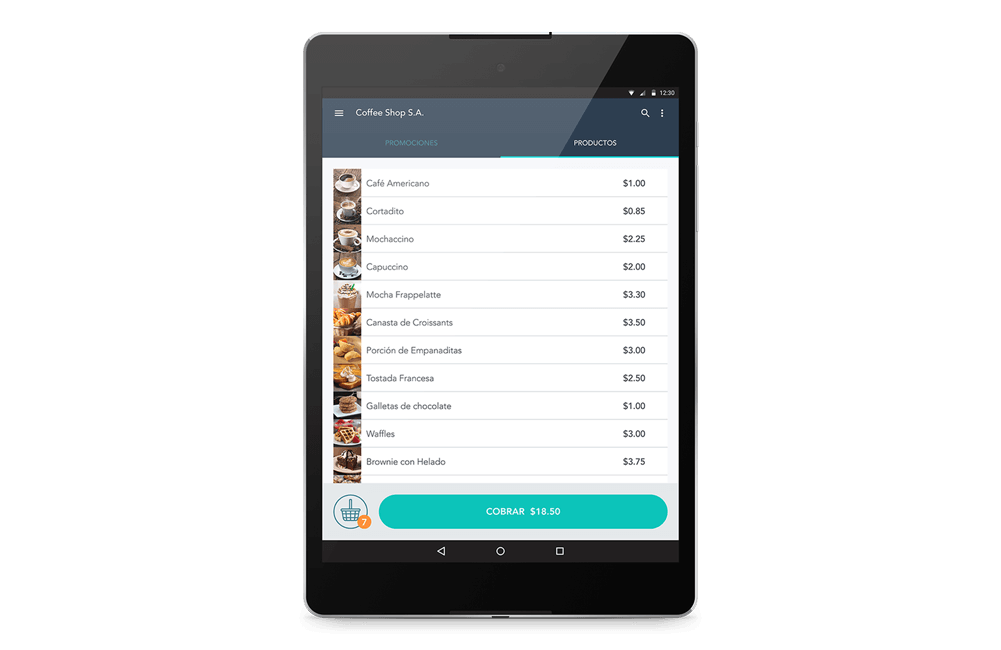 12:30
Coffee Shop S.A.
PROMOCIONES PRODUCTOS
Café Americano $1.00
Cortadito $0.85
Mochaccino $2.25
Capuccino $2.00
Mocha Frappelatte $3.30
Canasta de Croissants $3.50
Porción de Empanaditas $3.00
Tostada Francesa $2.50
Galletas de chocolate $1.00
Waffles $3.00
Brownie con Helado $3.75
7 COBRAR $18.50